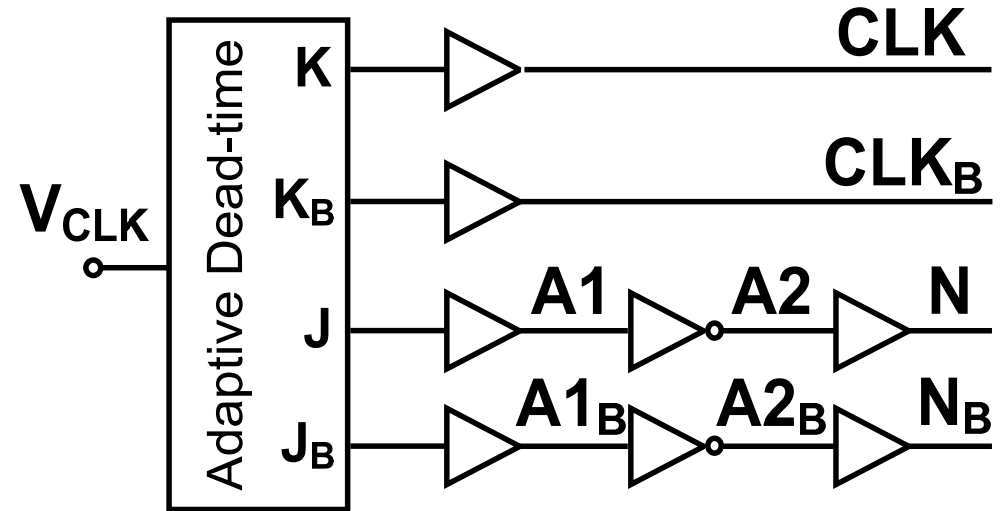 CLK
K
Adaptive Dead-time
CLKB
KB
VCLK
A1
A2
N
J
A1B
A2B
NB
JB